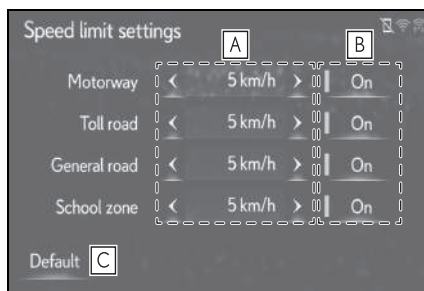 Speed limit settings
A B
Motorway < 5 km/h > On
Toll road < 5 km/h > On
General road < 5 km/h > On
School zone < 5 km/h > On
Default C